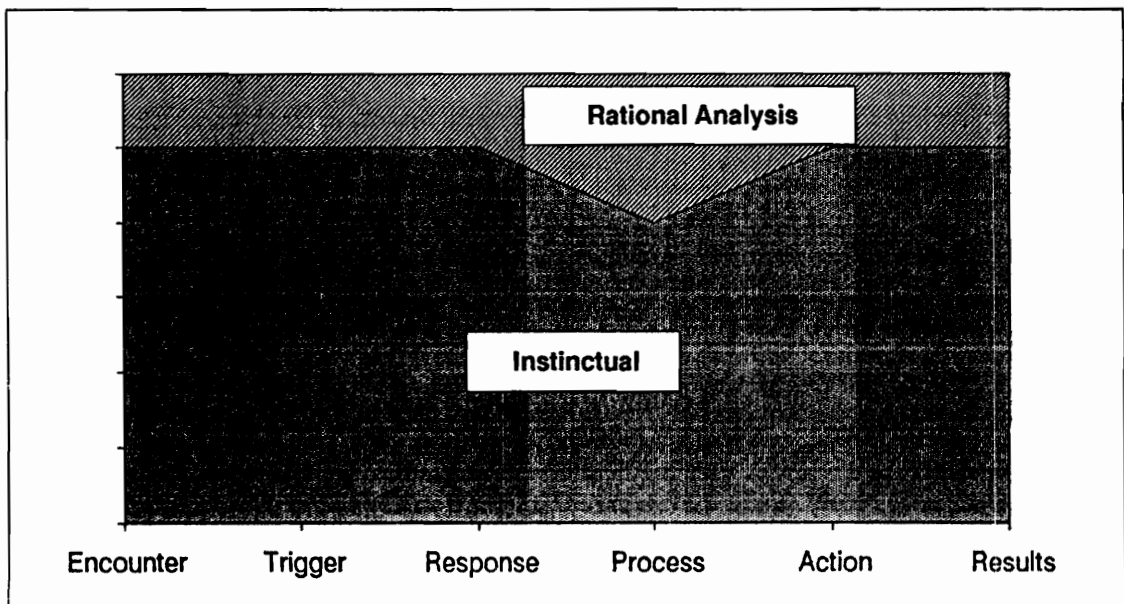 Rational Analysis
Instinctual
Encounter Trigger Response Process Action Results